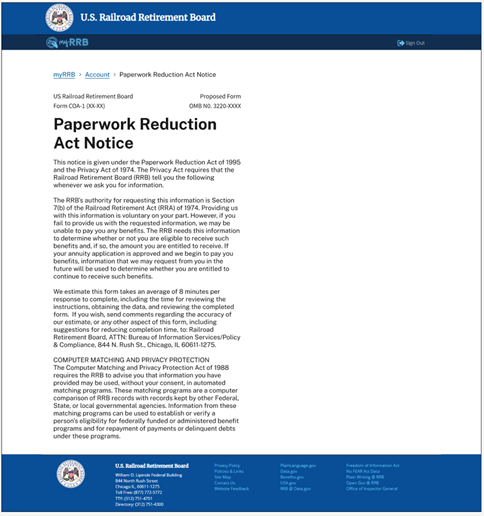 U.S. Railroad Retirement Board
myRRB
Sign Out
myRRB > Account > Paperwork Reduction Act Notice
US Railroad Retirement Board
Proposed Form
Form COA-1 (XX-XX)
OMB NO. 3220-XXXX
Paperwork Reduction
Act Notice
This notice is given under the Paperwork Reduction Act of 1995
and the Privacy Act of 1974. The Privacy Act requires that the
Railroad Retirement Board (RRB) tell you the following
whenever we ask you for information.
The RRB's authority for requesting this information is Section
7(b) of the Railroad Retirement Act (RRA) of 1974. Providing us
with this information is voluntary on your part. However, if you
fail to provide us with the requested information, we may be
unable to pay you any benefits. The RRB needs this information
to determine whether or not you are eligible to receive such
benefits and, if so, the amount you are entitled to receive. If
your annuity application is approved and we begin to pay you
benefits, information that we may request from you in the
future will be used to determine whether you are entitled to
continue to receive such benefits.
We estimate this form takes an average of 8 minutes per
response to complete, including the time for reviewing the
instructions, obtaining the data, and reviewing the completed
form. If you wish, send comments regarding the accuracy of
our estimate, or any other aspect of this form, including
suggestions for reducing completion time, to: Railroad
Retirement Board, ATTN: Bureau of Information Services/Policy
& Compliance, 844 N. Rush St., Chicago, IL 60611-1275.
COMPUTER MATCHING AND PRIVACY PROTECTION
The Computer Matching and Privacy Protection Act of 1988
requires the RRB to advise you that information you have
provided may be used, without your consent, in automated
matching programs. These matching programs are a computer
comparison of RRB records with records kept by other Federal,
State, or local governmental agencies. Information from these
matching programs can be used to establish or verify a
person's eligibility for federally funded or administered benefit
programs and for repayment of payments or delinquent debts
under these programs.
U.S. Railroad Retirement Board
William O. Lipinski Federal Building
844 North Rush Street
Chicago IL, 60611-1275
Toll Free: (877) 772-5772
TTY: (312) 751-4701
Directory: (312) 751-4300
Privacy Policy
Policies & Links
Site Map
Contact Us
Website Feedback
PlainLanguage.gov
Data.gov
Benefits.gov
USA.gov
RRB @ Data.gov
Freedom of Information Act
No FEAR Act Data
Plain Writing @ RRB
Open Gov @ RRB
Office of Inspector General